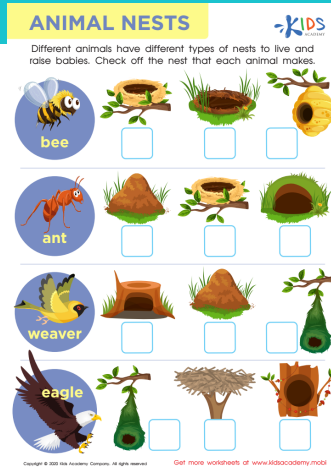 ANIMAL NESTS
KIDS
ACADEMY
Different animals have different types of nests to live and
raise babies. Check off the nest that each animal makes.
bee
ant
weaver
eagle
Copyright © 2020 Kids Academy Company. All rights reserved
Get more worksheets at www.kidsacademy.mobi